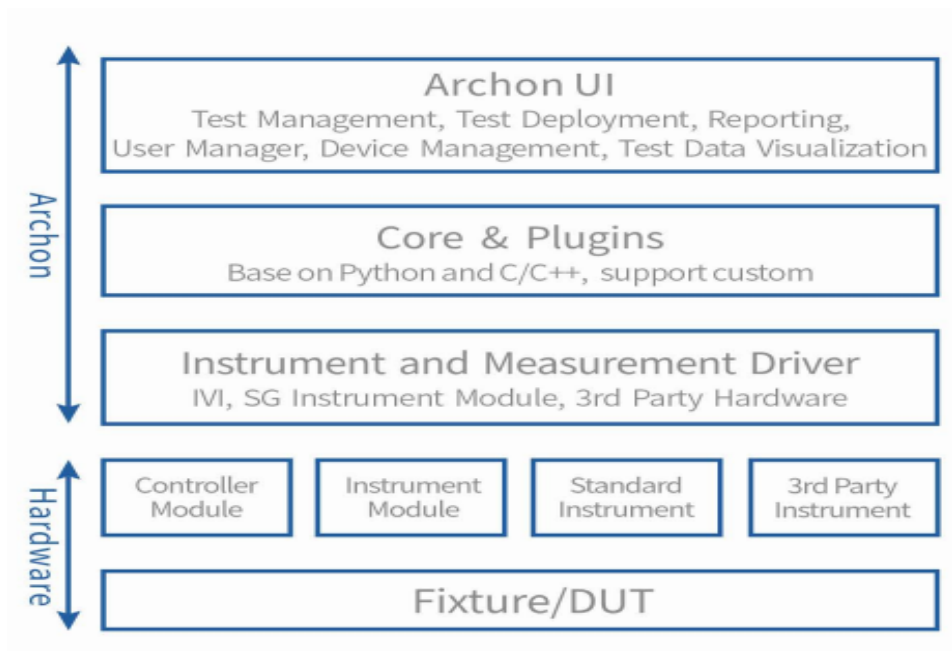 Archon UI
Test Management, Test Deployment, Reporting,
User Manager, Device Management, Test Data Visualization
Archon
Core & Plugins
Base on Python and C/C++, support custom
Instrument and Measurement Driver
IVI, SG Instrument Module, 3rd Party Hardware
Hardware
Controller
Module
Instrument
Module
Standard
Instrument
3rd Party
Instrument
Fixture/DUT